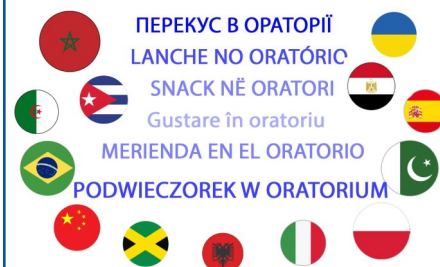 ПЕРЕКУС В ОРАТОРІЇ
LANCHE NO ORATÓRIO
SNACK NË ORATORI
Gustare în oratoriu
MERIENDA EN EL ORATORIO
PODWIECZOREK W ORATORIUM